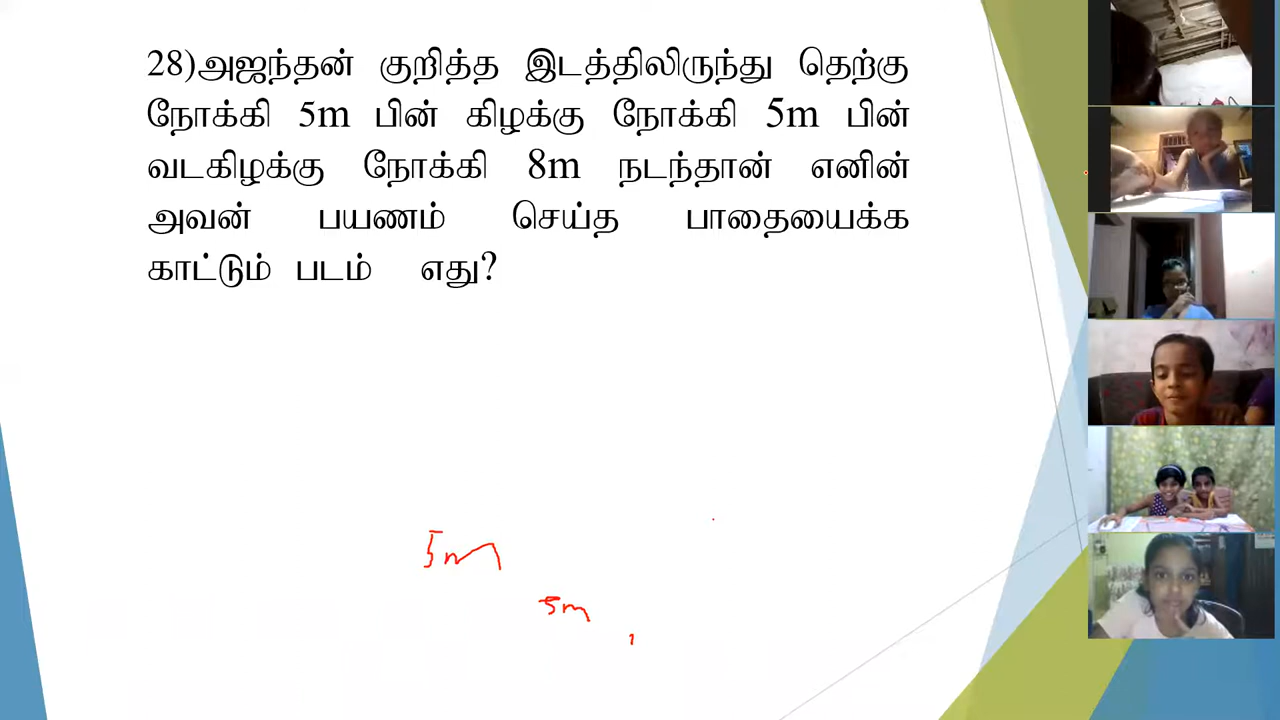 28)அஜந்தன் குறித்த இடத்திலிருந்து தெற்கு
நோக்கி 5m பின் கிழக்கு நோக்கி 5m பின்
வடகிழக்கு நோக்கி 8m நடந்தான் எனின்
அவன் பயணம் செய்த பாதையைக்க
காட்டும் படம் எது?
5m
5m